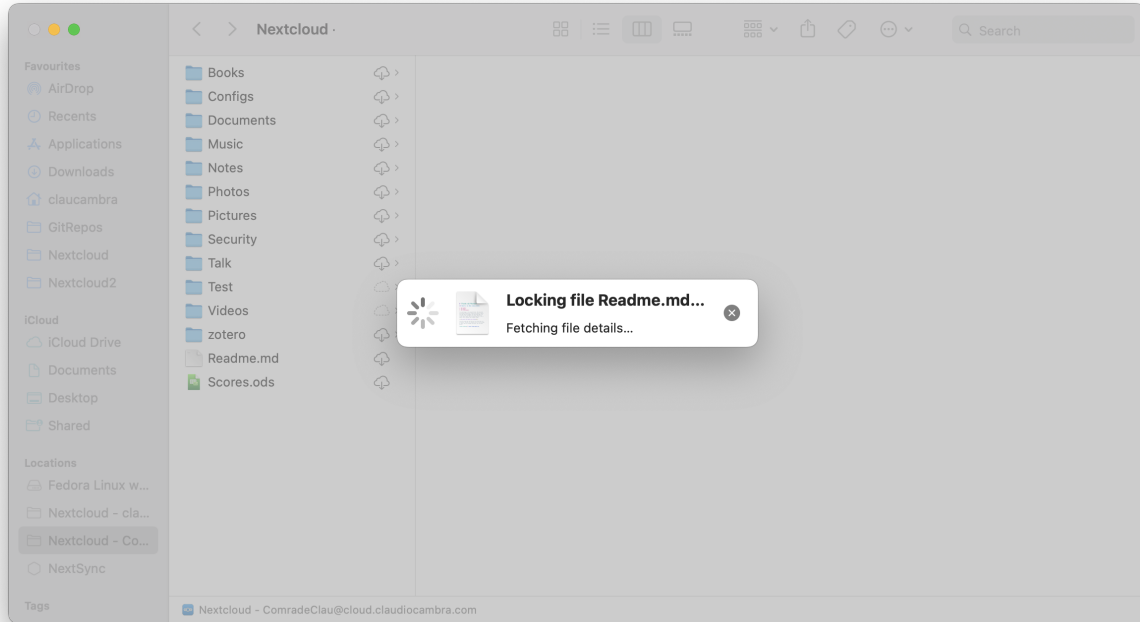 Nextcloud ·
Search
Favourites
AirDrop
Recents
Applications
Downloads
claucambra
GitRepos
Nextcloud
Nextcloud2
iCloud
iCloud Drive
Documents
Desktop
Shared
Locations
Fedora Linux w...
Nextcloud - cla...
Nextcloud - Co...
NextSync
Tags
Books
Configs
Documents
Music
Notes
Photos
Pictures
Security
Talk
Test
Videos
zotero
Readme.md
Scores.ods
Locking file Readme.md...
Fetching file details...
Nextcloud - ComradeClau@cloud.claudiocambra.com